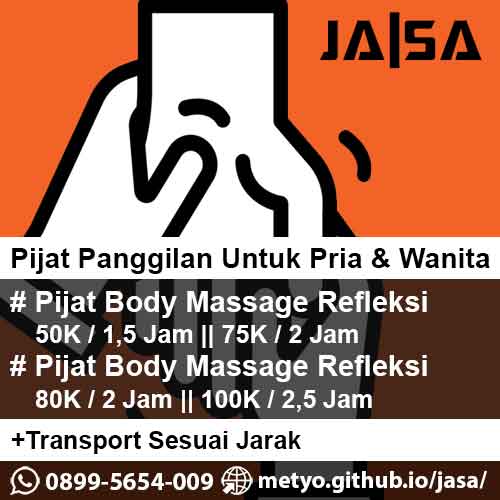 JA|SA
Pijat Panggilan Untuk Pria & Wanita
# Pijat Body Massage Refleksi
50K / 1,5 Jam || 75K / 2 Jam
# Pijat Body Massage Refleksi
80K / 2 Jam || 100K / 2,5 Jam
+Transport Sesuai Jarak
0899-5654-009 metyo.github.io/jasa/